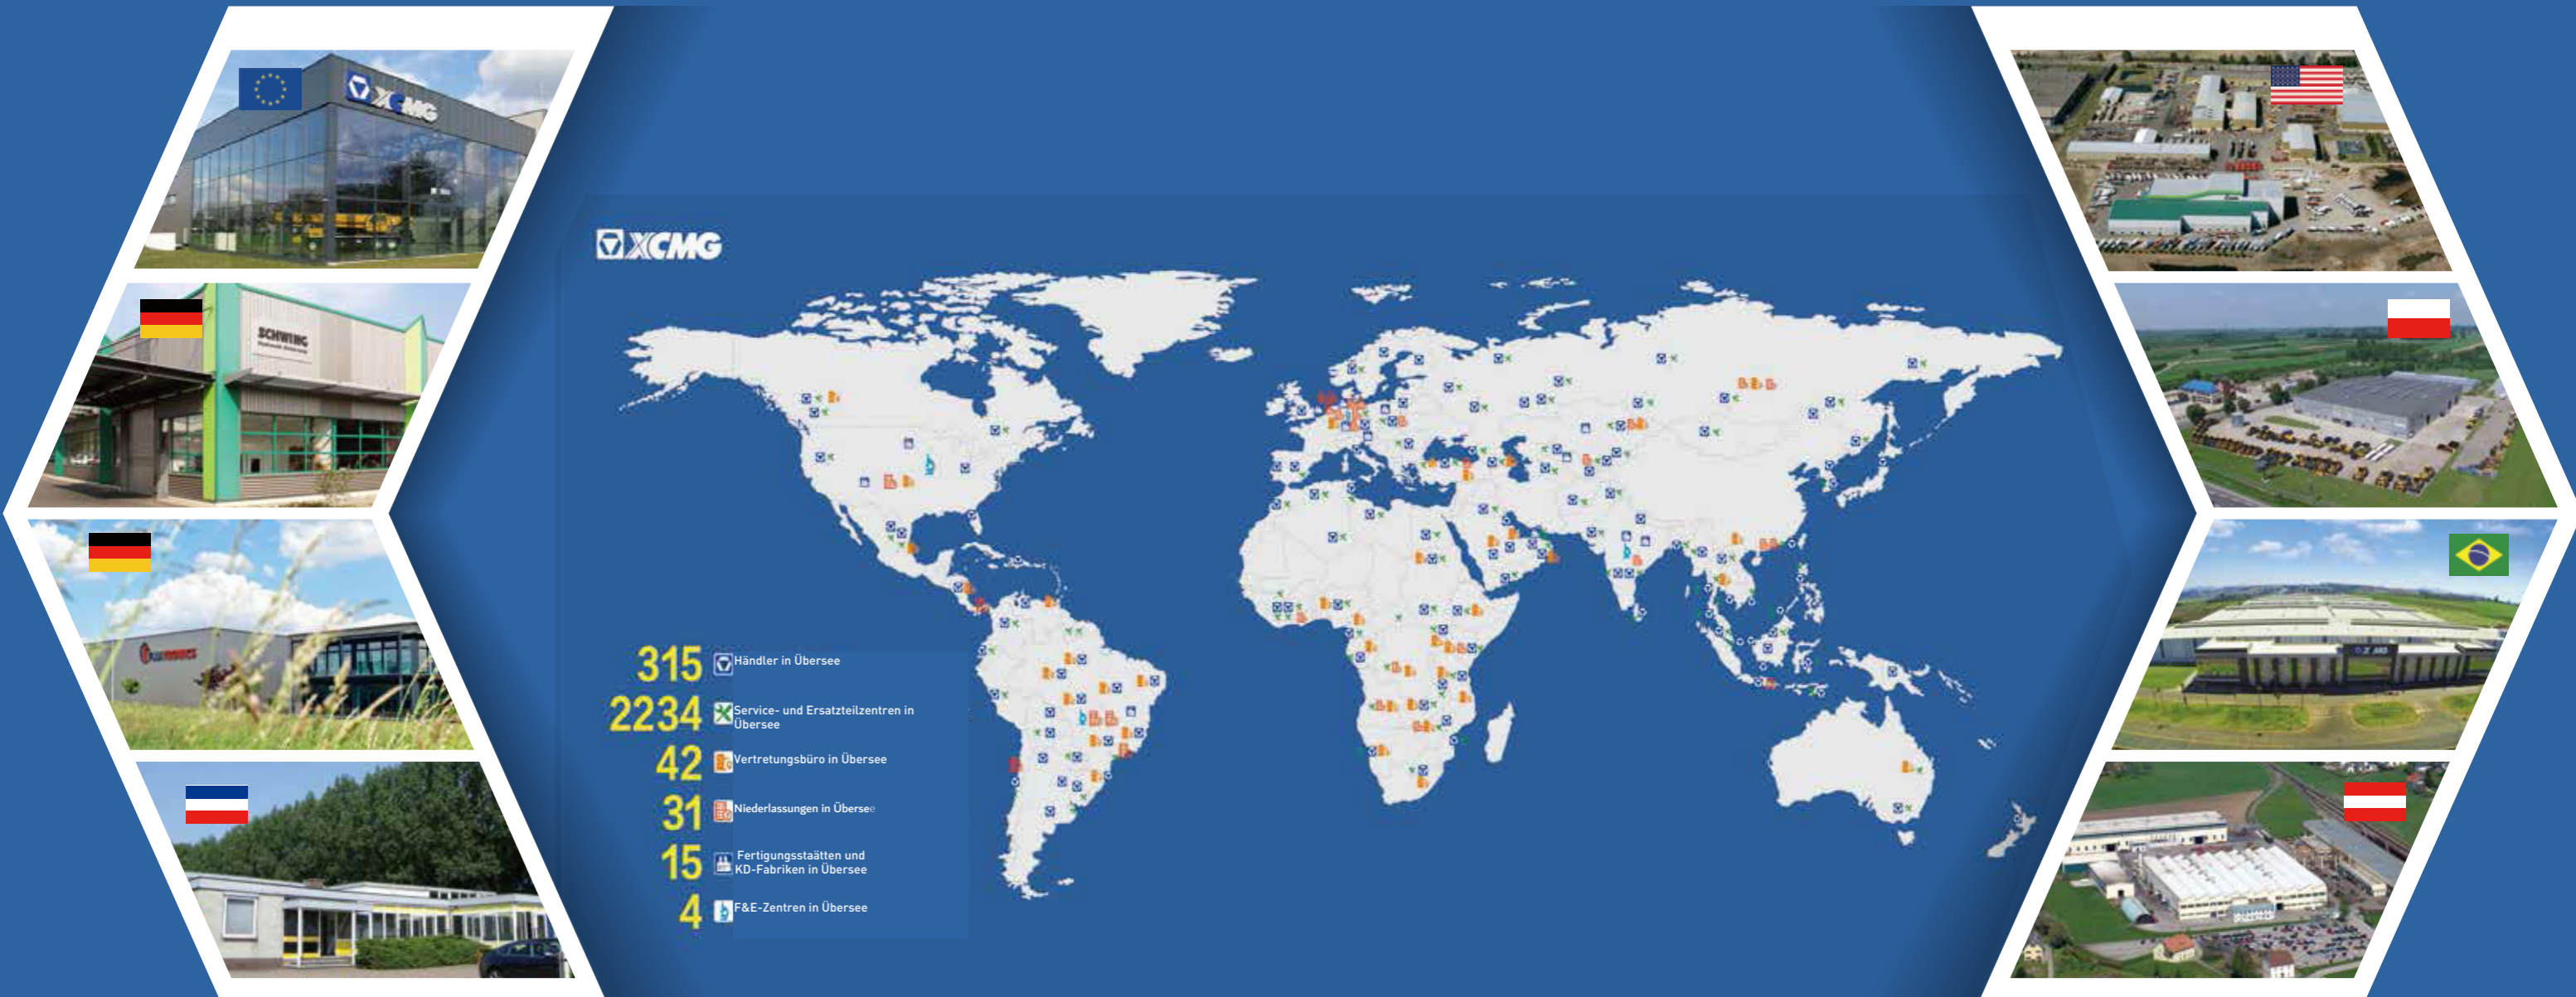 XCMG
SCHWING
XCMG
315 Händler in Übersee
2234 Service- und Ersatzteilzentren in
Übersee
42 Vertretungsbüro in Übersee
31 Niederlassungen in Übersee
15 Fertigungsstaätten und
KD-Fabriken in Übersee
4 F&E-Zentren in Übersee